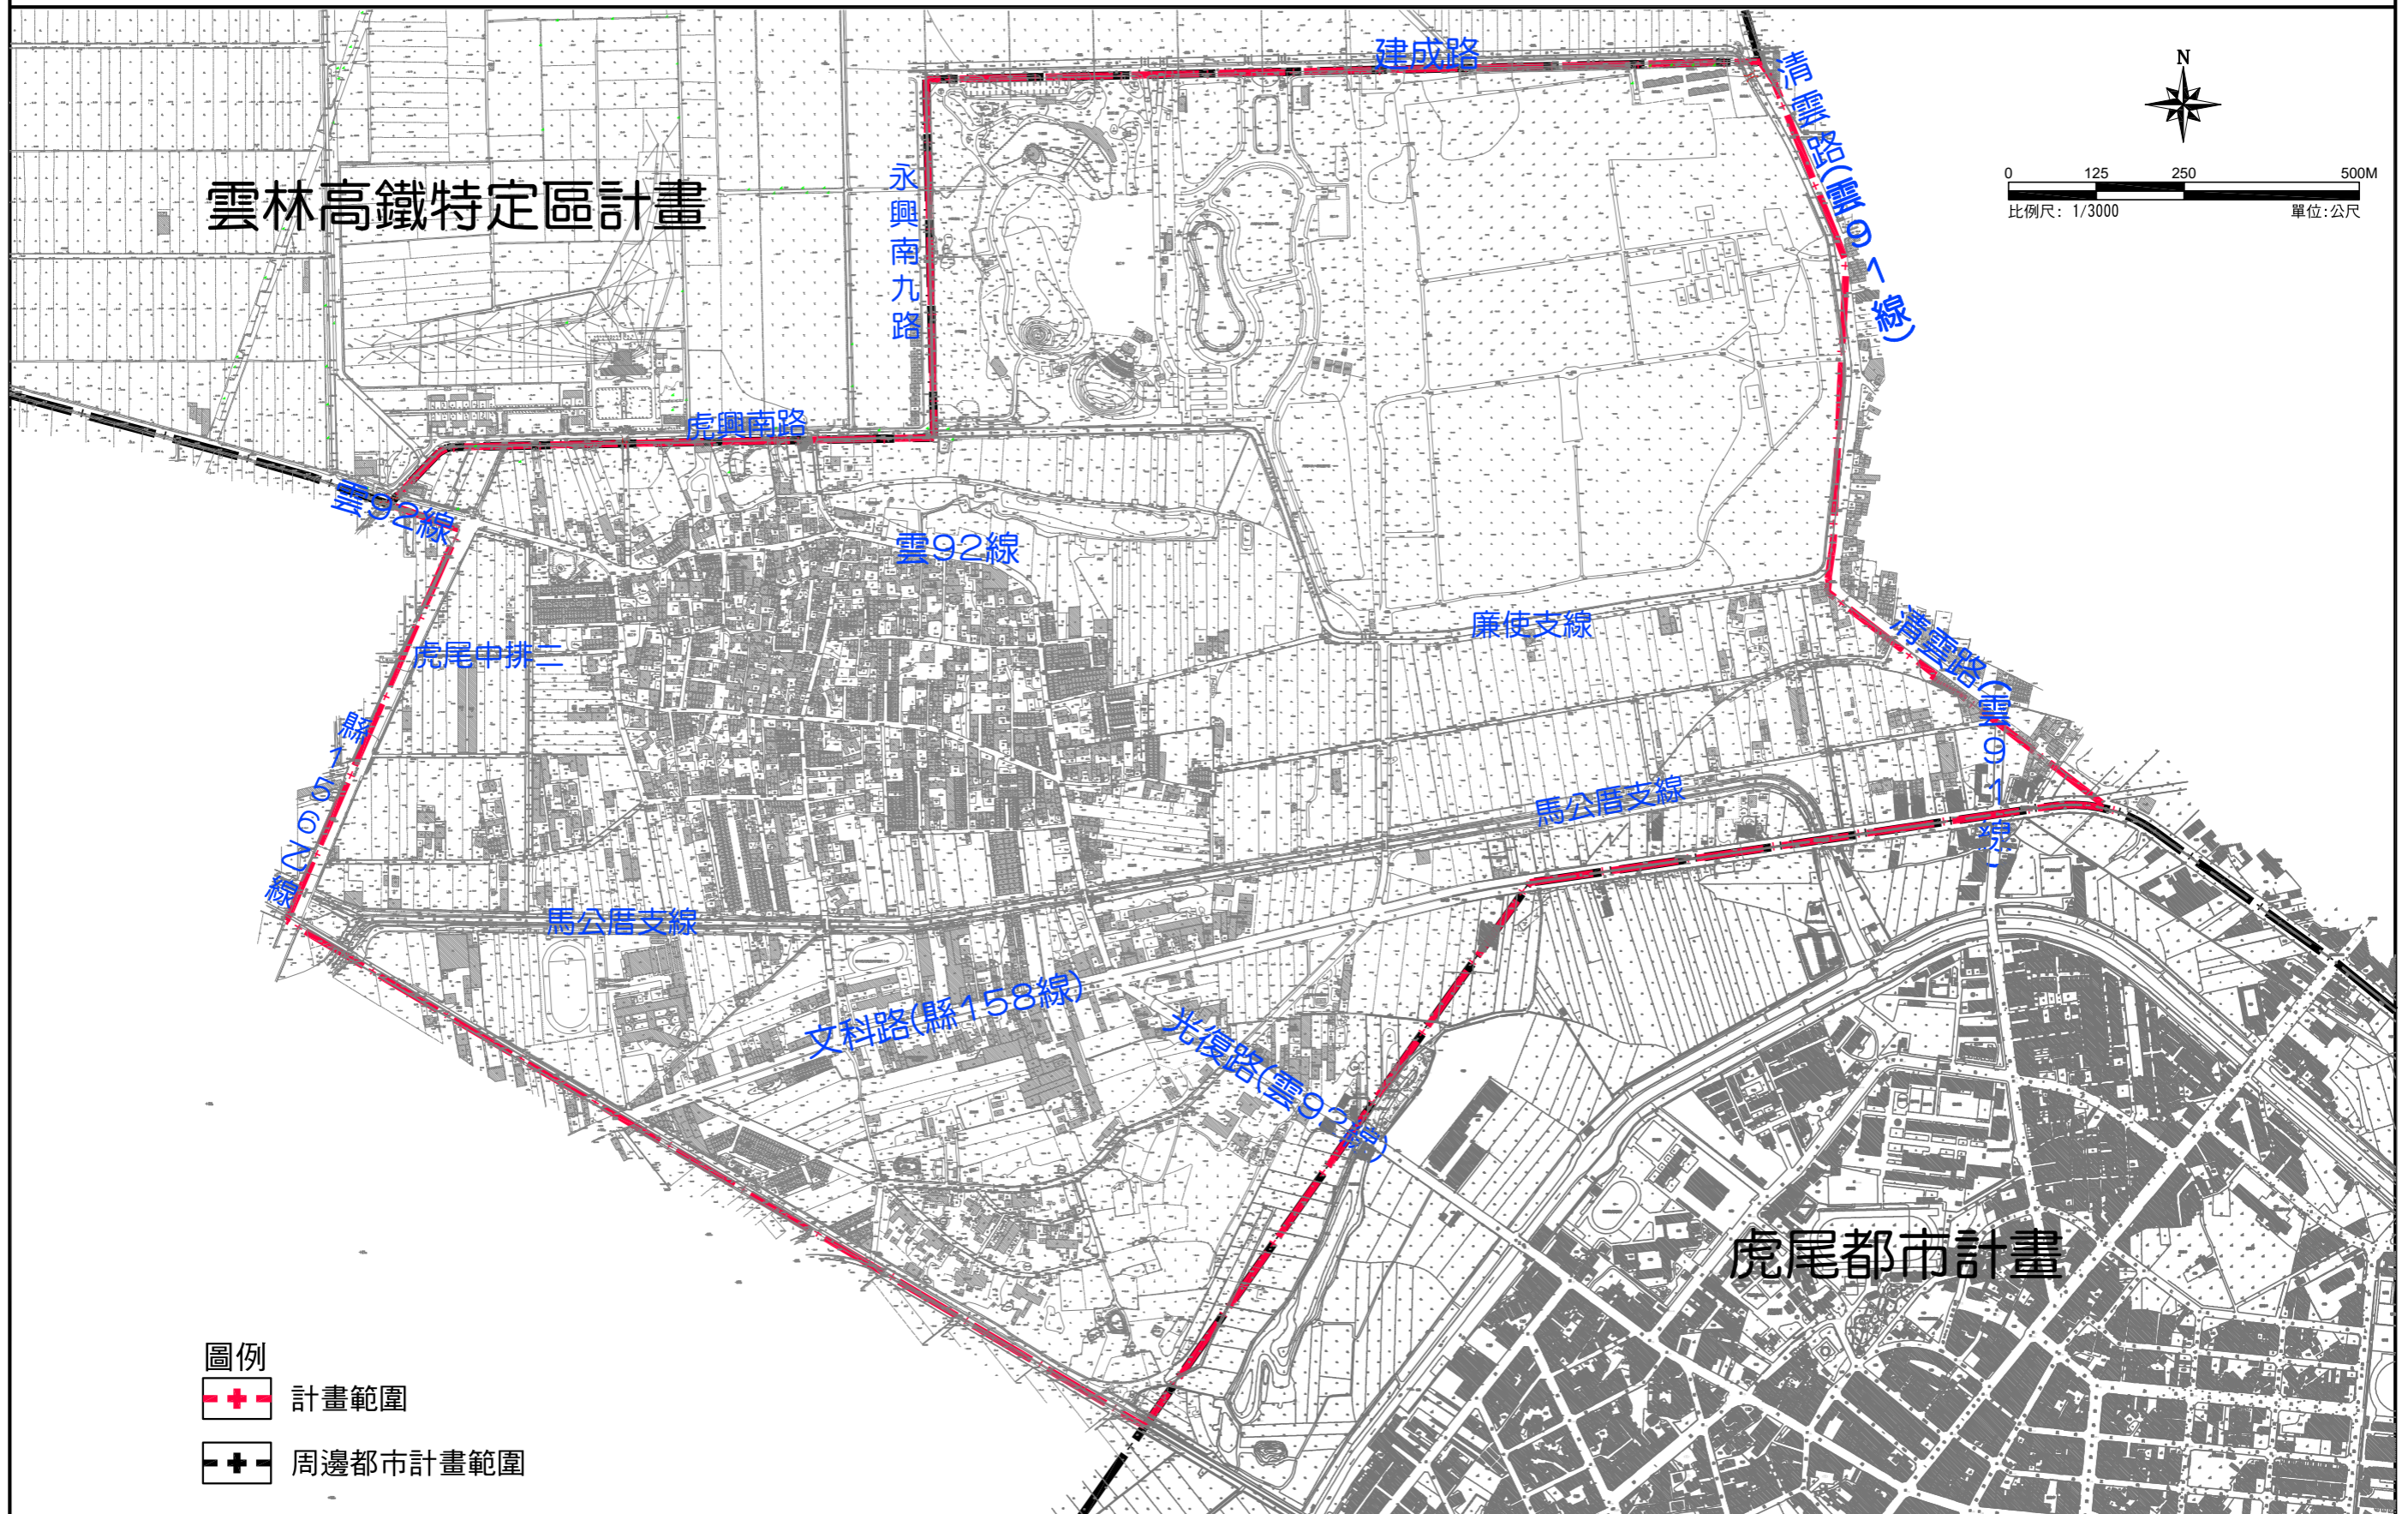 建成路
清雲路(雲91線)
N
0 125 250 500M
比例尺: 1/3000 單位:公尺
雲林高鐵特定區計畫
永興南九路
虎興南路
雲92線
雲92線
廉使支線
清雲路(雲91線)
虎尾中排二
縣156乙線
馬公厝支線
馬公厝支線
文科路(縣158線)
光復路(雲92線)
虎尾都市計畫
圖例
計畫範圍
周邊都市計畫範圍